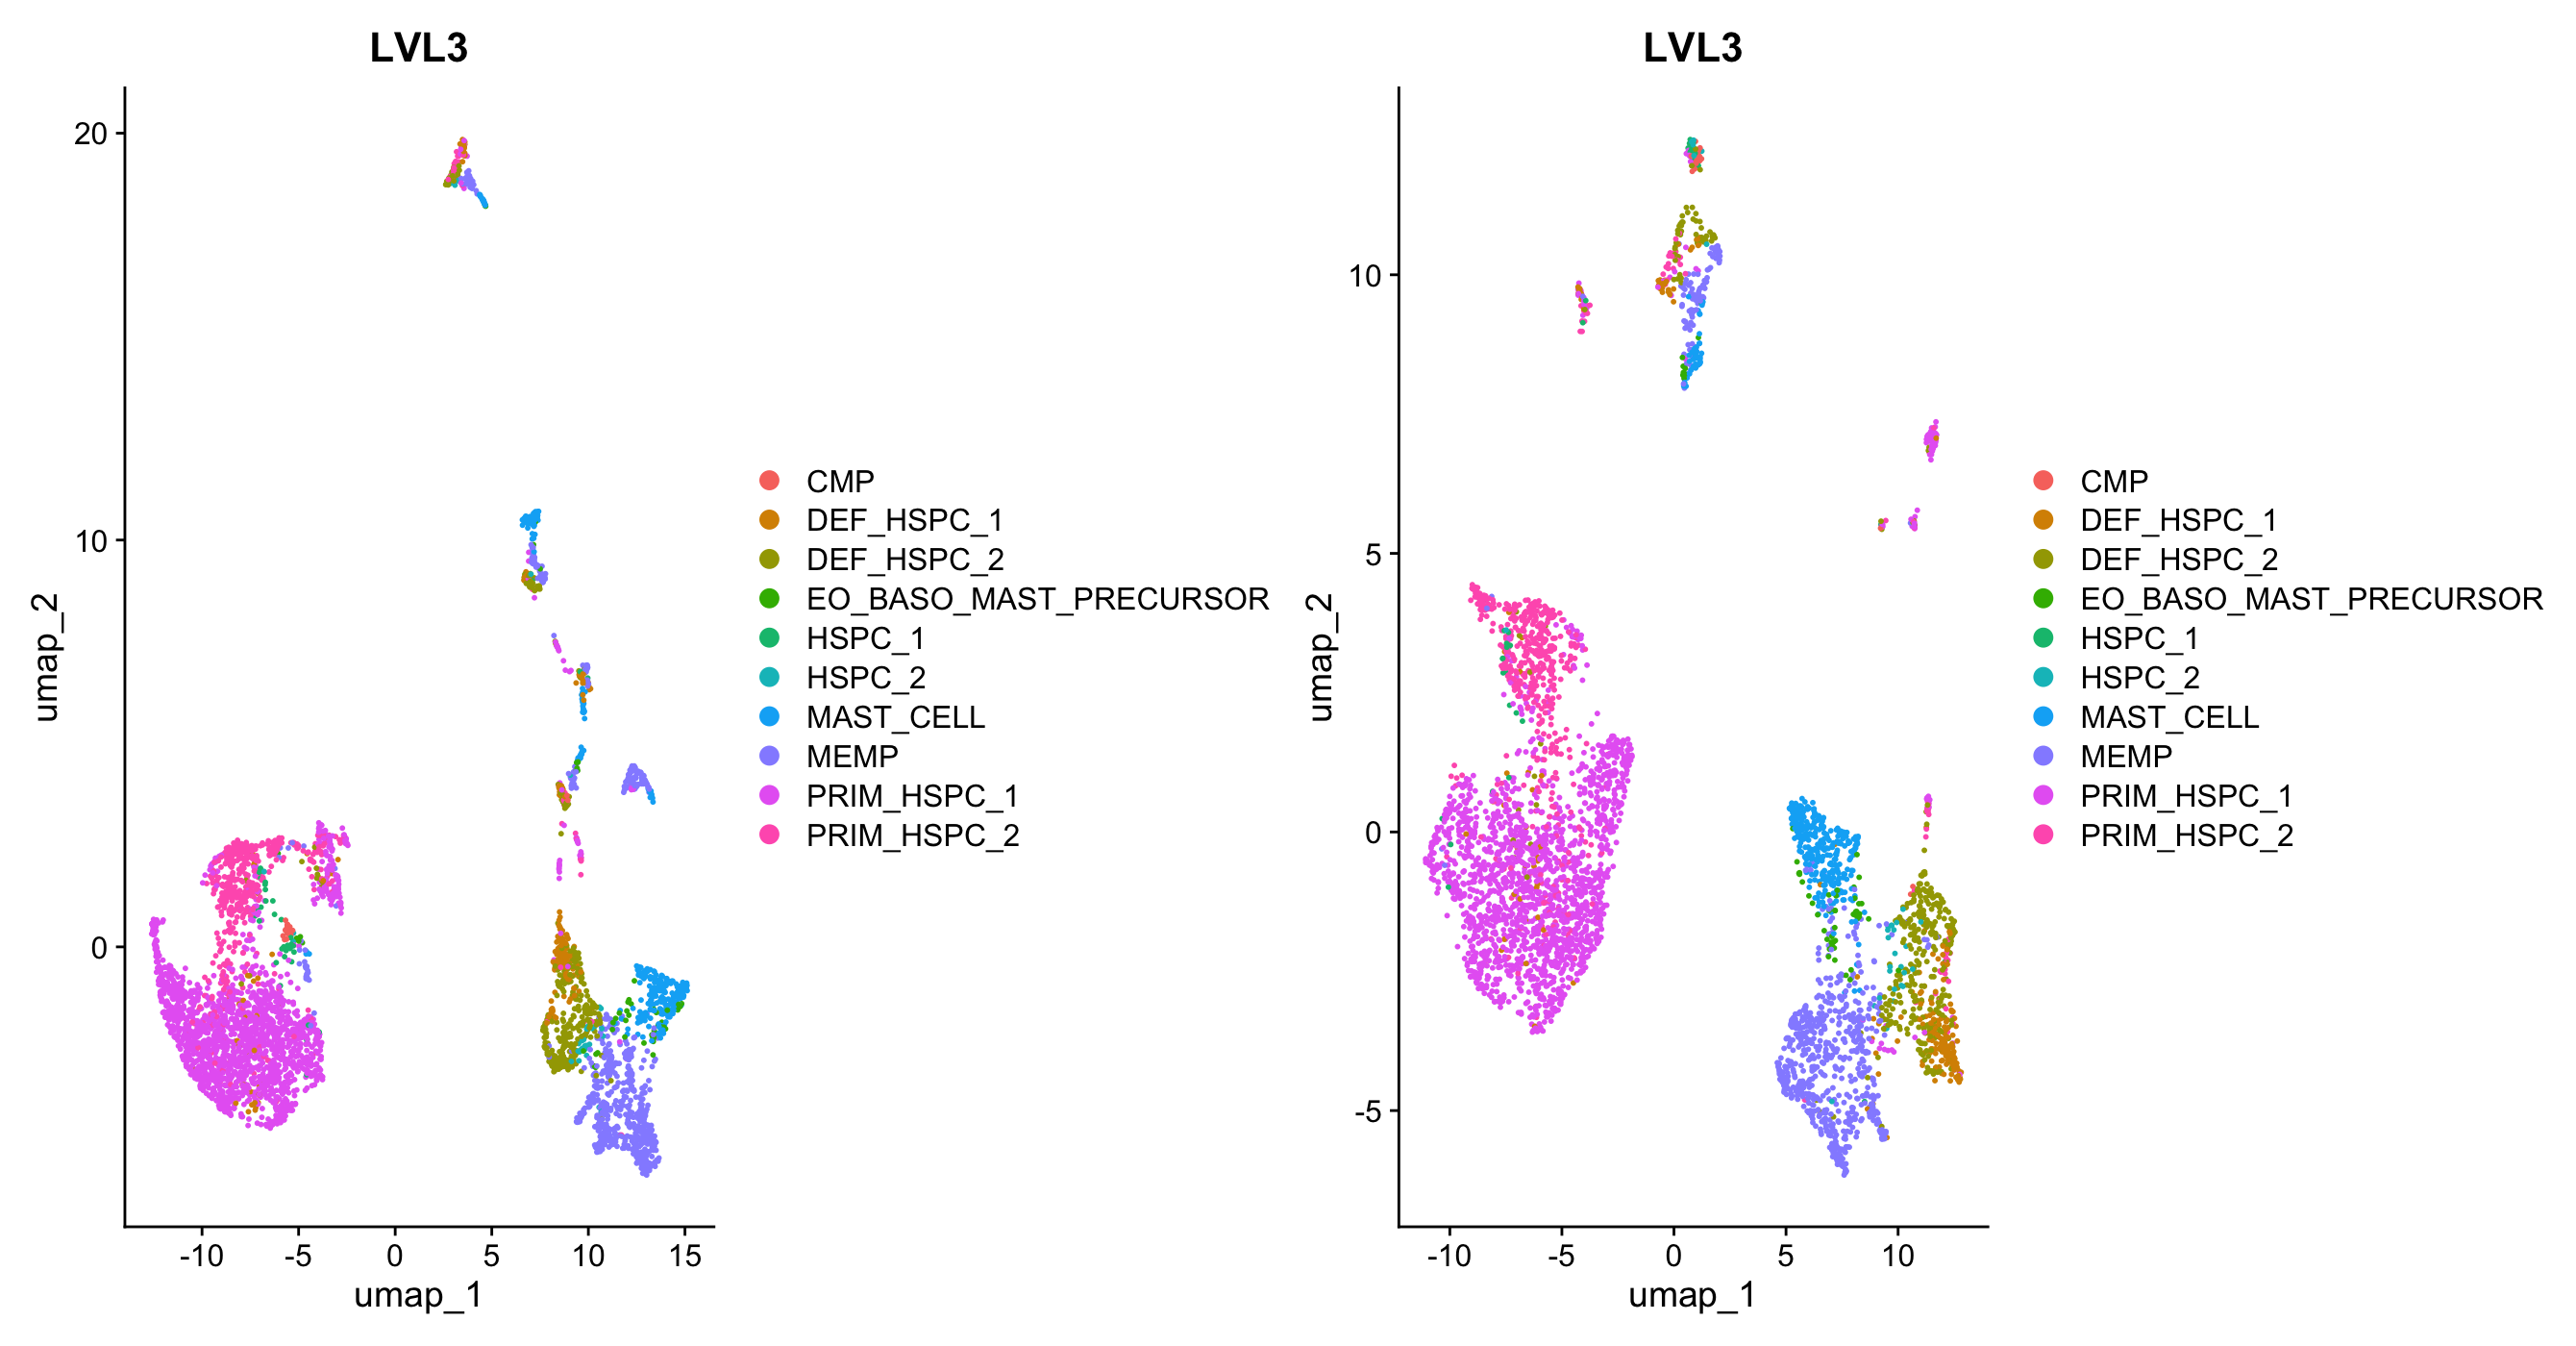 LVL3
20
10
0
umap_2
-10 -5 0 5 10 15
umap_1
CMP
DEF_HSPC_1
DEF_HSPC_2
EO_BASO_MAST_PRECURSOR
HSPC_1
HSPC_2
MAST_CELL
MEMP
PRIM_HSPC_1
PRIM_HSPC_2
LVL3
10
5
0
-5
umap_2
-10 -5 0 5 10
umap_1
CMP
DEF_HSPC_1
DEF_HSPC_2
EO_BASO_MAST_PRECURSOR
HSPC_1
HSPC_2
MAST_CELL
MEMP
PRIM_HSPC_1
PRIM_HSPC_2